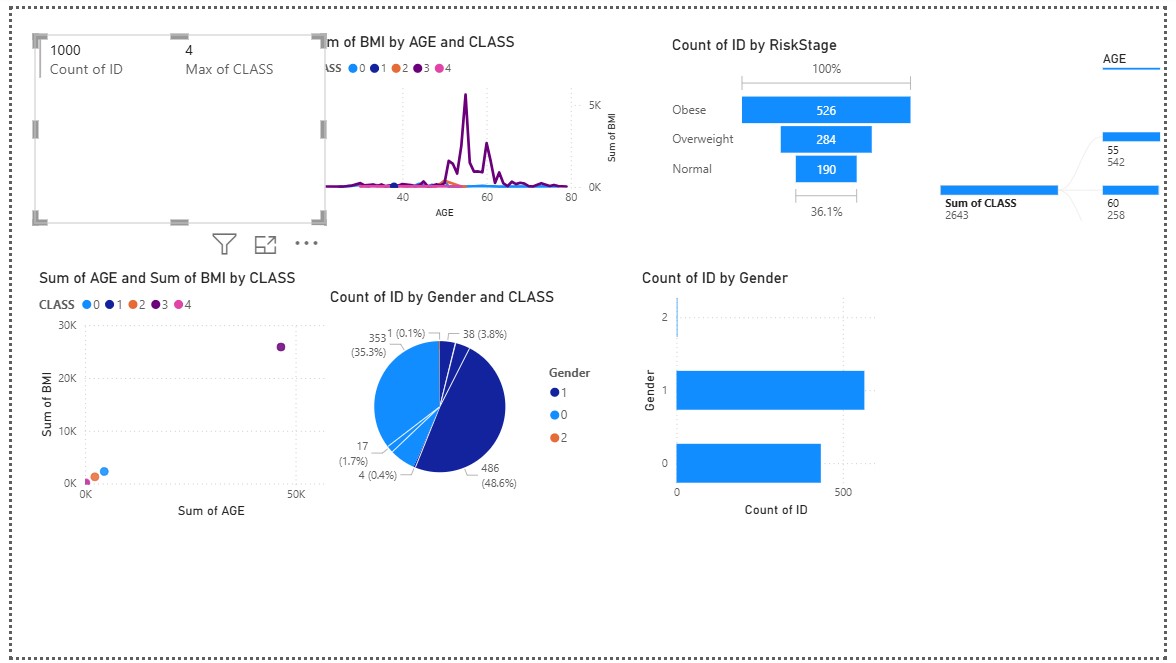 1000
Count of ID
4
Max of CLASS
m of BMI by AGE and CLASS
ASS 0 1 2 3 4
5K
0K
Sum of BMI
40
60
80
AGE
Count of ID by RiskStage
100%
Obese
526
Overweight
284
Normal
190
36.1%
AGE
55
542
Sum of CLASS
2643
60
258
Sum of AGE and Sum of BMI by CLASS
CLASS 0 1 2 3 4
30K
20K
10K
0K
Sum of BMI
0K
50K
Sum of AGE
Count of ID by Gender and CLASS
353
(35.3%)
1 (0.1%)
38 (3.8%)
17
(1.7%)
4 (0.4%)
486
(48.6%)
Gender
1
0
2
Count of ID by Gender
2
1
0
Gender
0
500
Count of ID